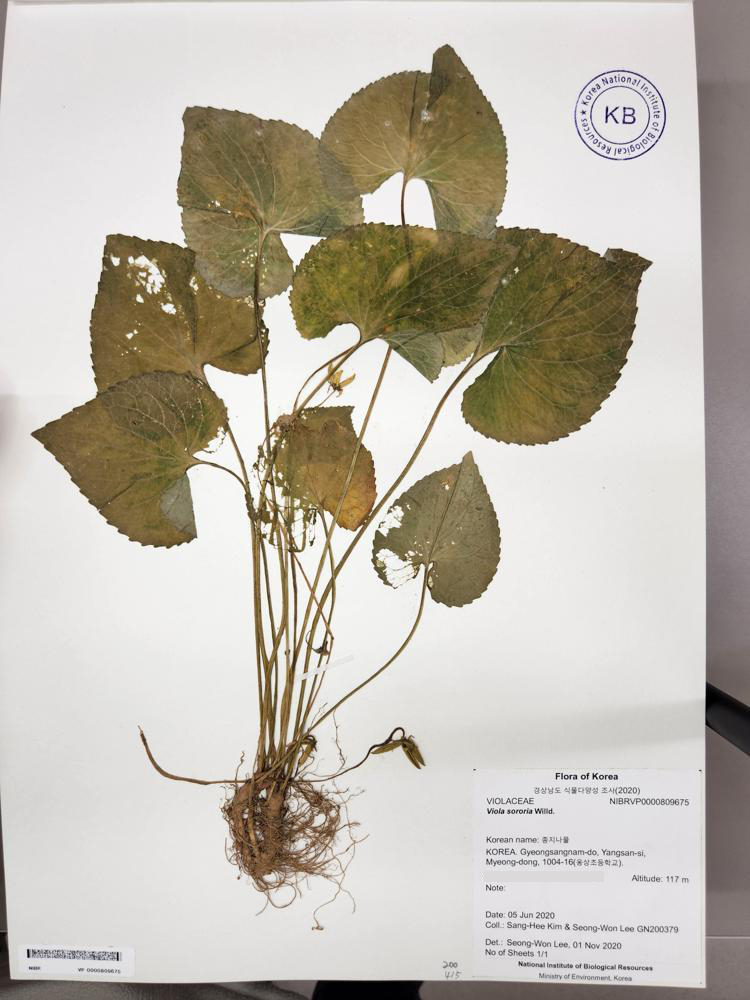 ★ Korea National Institute of Biological Resources
KB
Flora of Korea
경상남도 식물다양성 조사(2020)
VIOLACEAE NIBRVP0000809675
Viola sororia Willd.
Korean name: 종지나물
KOREA. Gyeongsangnam-do, Yangsan-si,
Myeong-dong, 1004-16(웅상초등학교).
Altitude: 117 m
Note:
Date: 05 Jun 2020
Coll.: Sang-Hee Kim & Seong-Won Lee GN200379
Det.: Seong-Won Lee, 01 Nov 2020
No of Sheets 1/1
National Institute of Biological Resources
Ministry of Environment, Korea
NIBR VP 0000809675
200
415